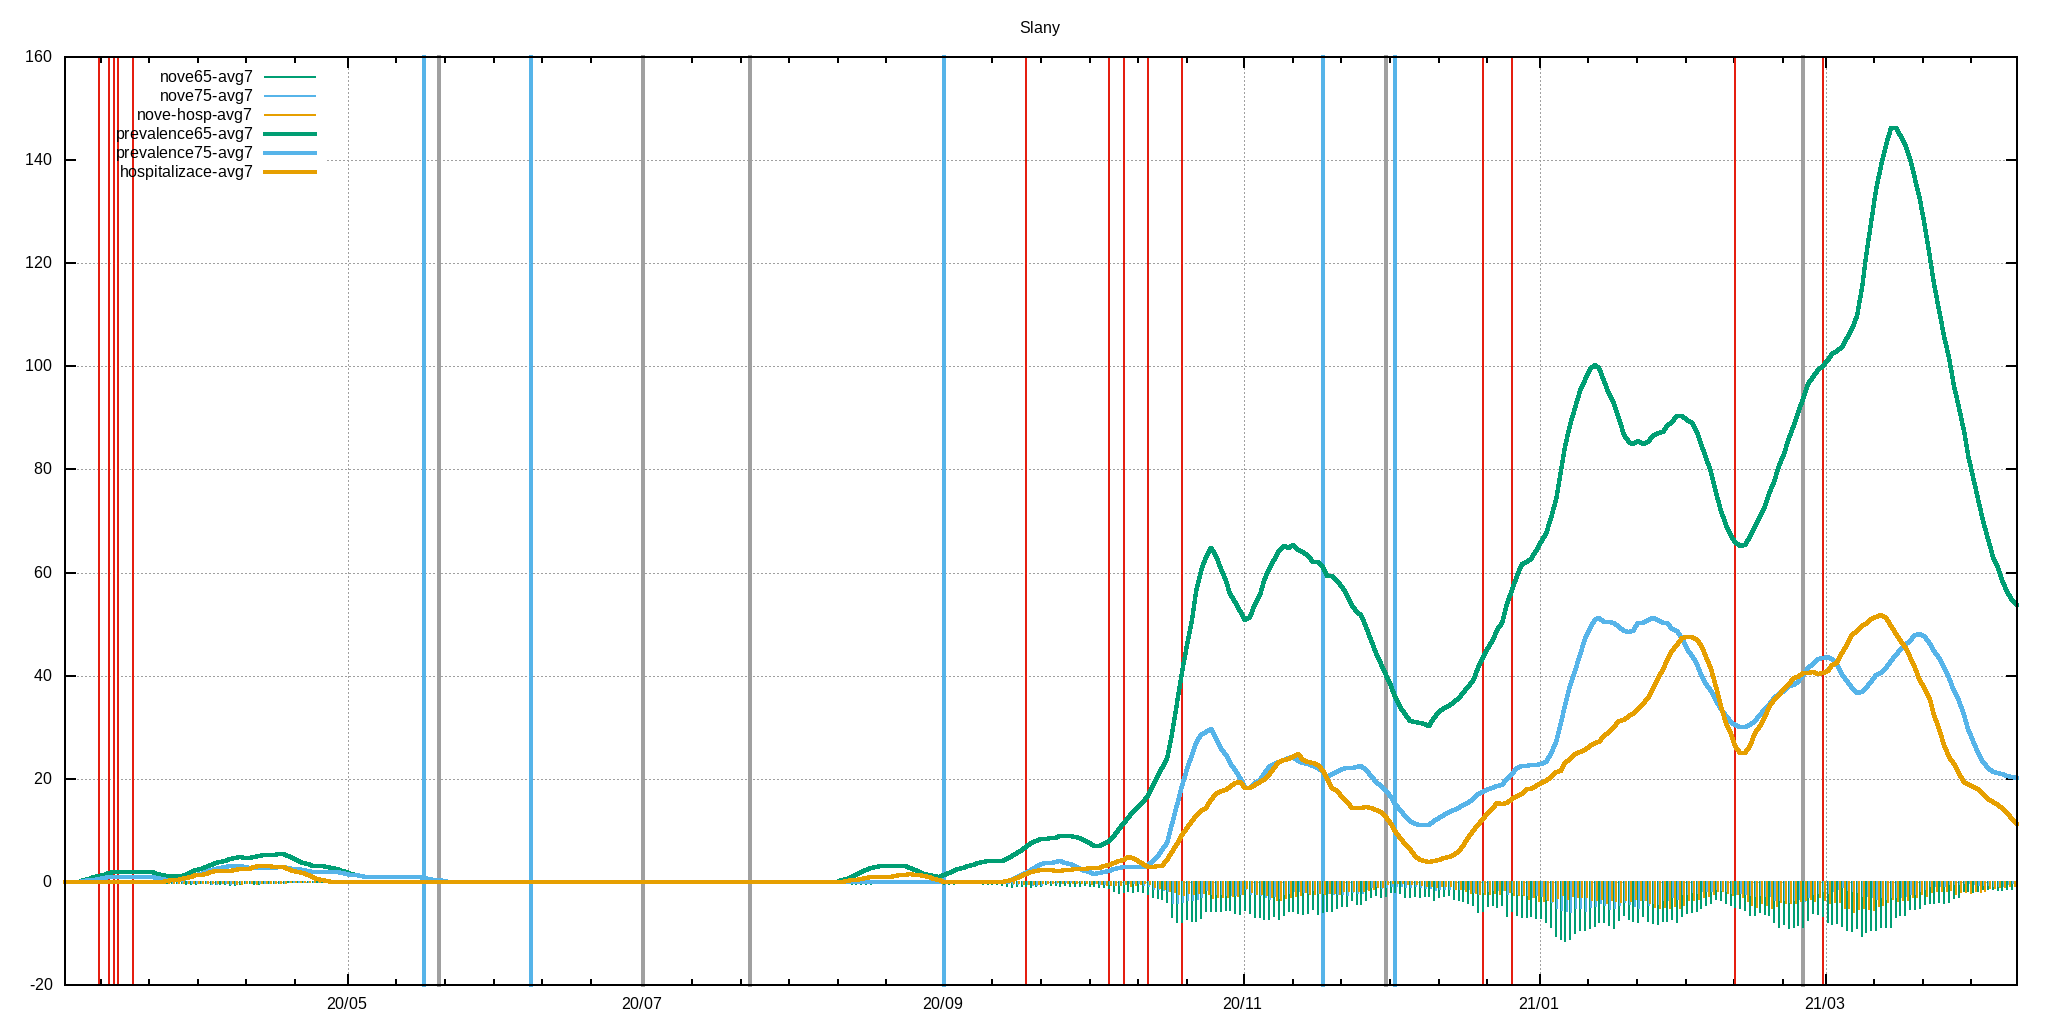 Slany
160
140
120
100
80
60
40
20
0
-20
nove65-avg7
nove75-avg7
nove-hosp-avg7
prevalence65-avg7
prevalence75-avg7
hospitalizace-avg7
20/05 20/07 20/09 20/11 21/01 21/03